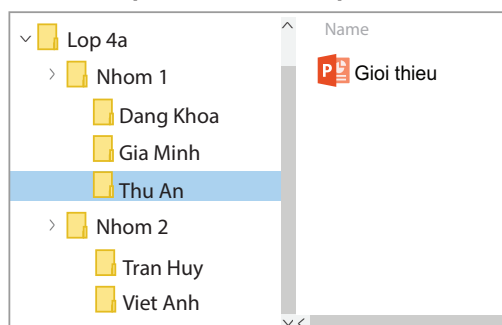 Lop 4a
Nhom 1
Dang Khoa
Gia Minh
Thu An
Nhom 2
Tran Huy
Viet Anh
Name
Gioi thieu